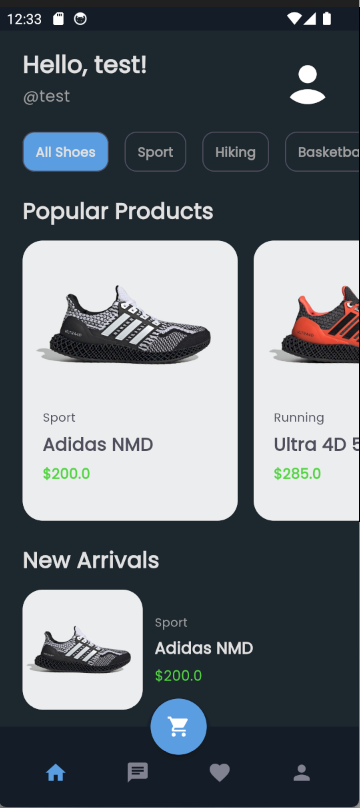 12:33
Hello, test!
@test
All Shoes
Sport
Hiking
Basketba
Popular Products
Sport
Adidas NMD
$200.0
Running
Ultra 4D 5
$285.0
New Arrivals
Sport
Adidas NMD
$200.0